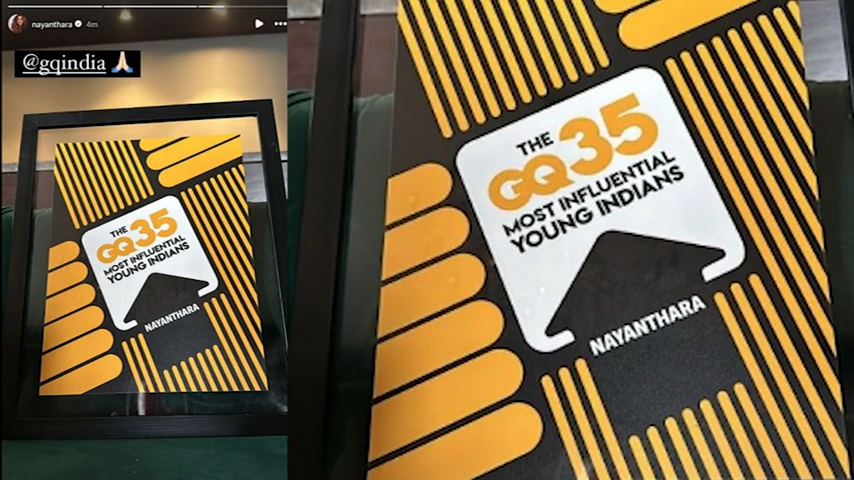 nayanthara 4m
@gqindia 🙏🏻
THE
GQ35
MOST INFLUENTIAL
YOUNG INDIANS
NAYANTHARA
THE
GQ35
MOST INFLUENTIAL
YOUNG INDIANS
NAYANTHARA